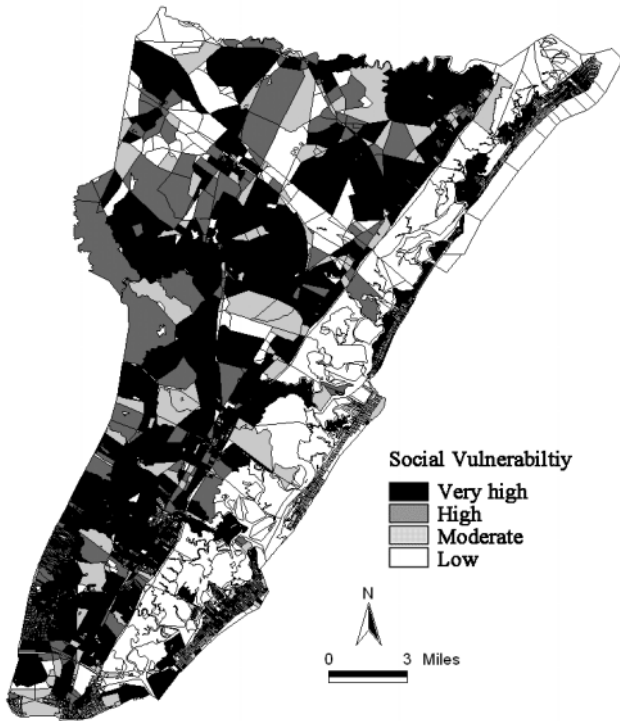 Social Vulnerabiltiy
Very high
High
Moderate
Low
N
0 3 Miles